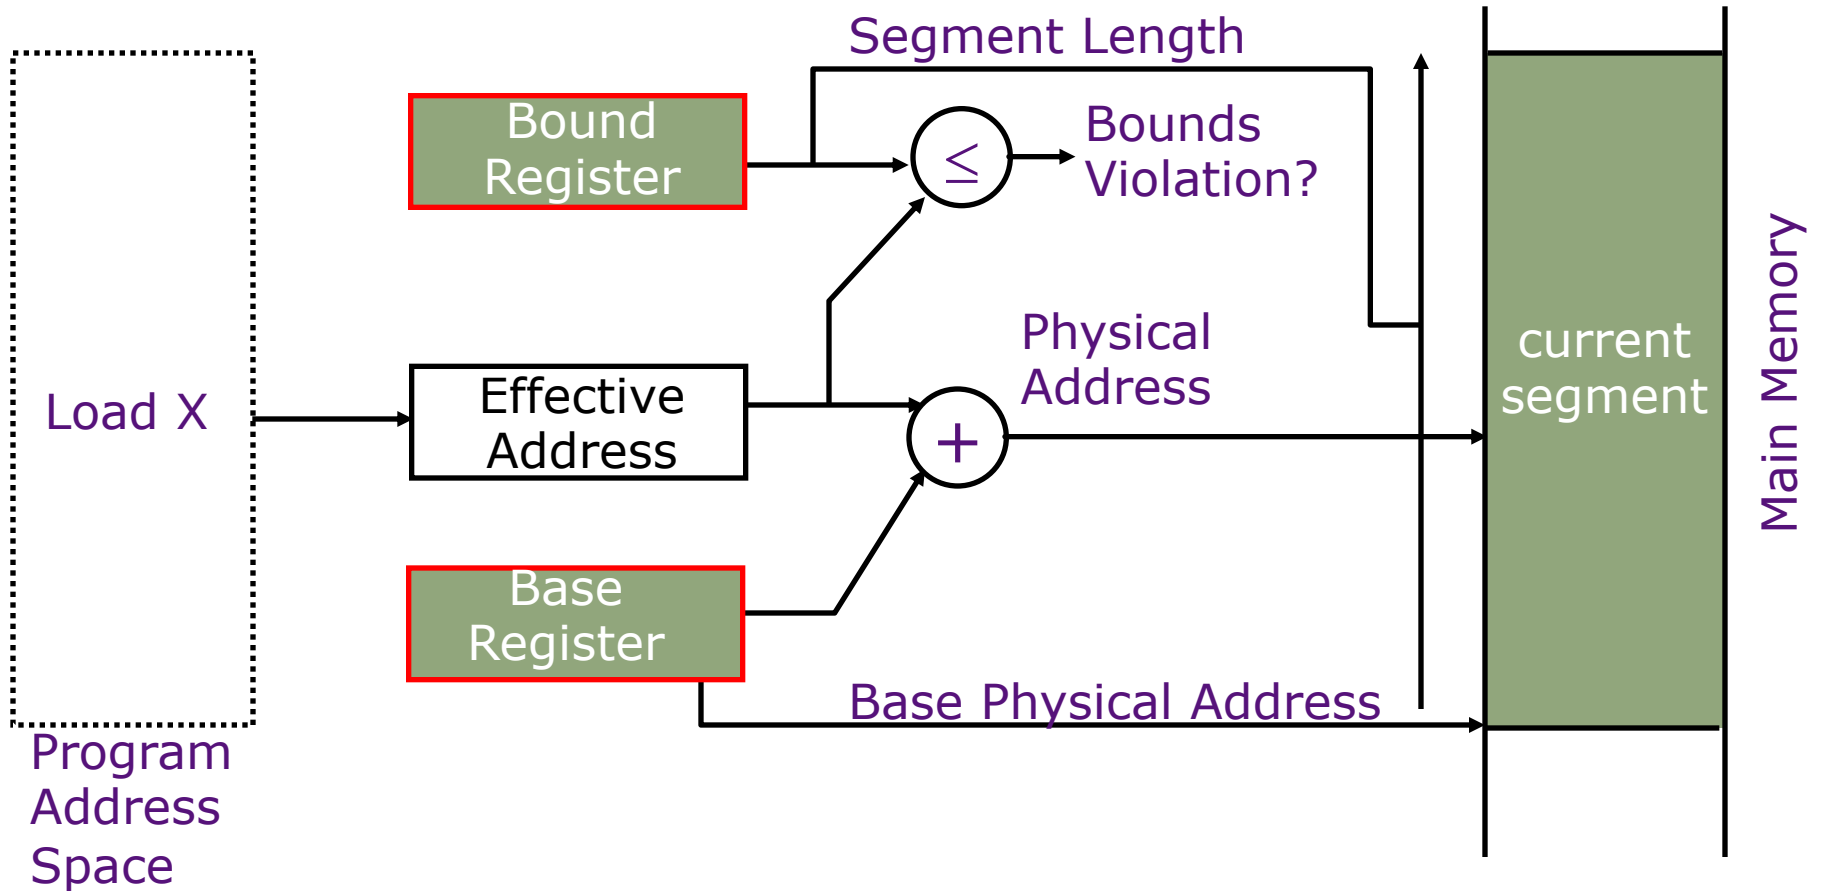 Segment Length
Bound
Register
≤
Bounds
Violation?
Load X
Effective
Address
Physical
Address
+
current
segment
Main Memory
Base
Register
Base Physical Address
Program
Address
Space